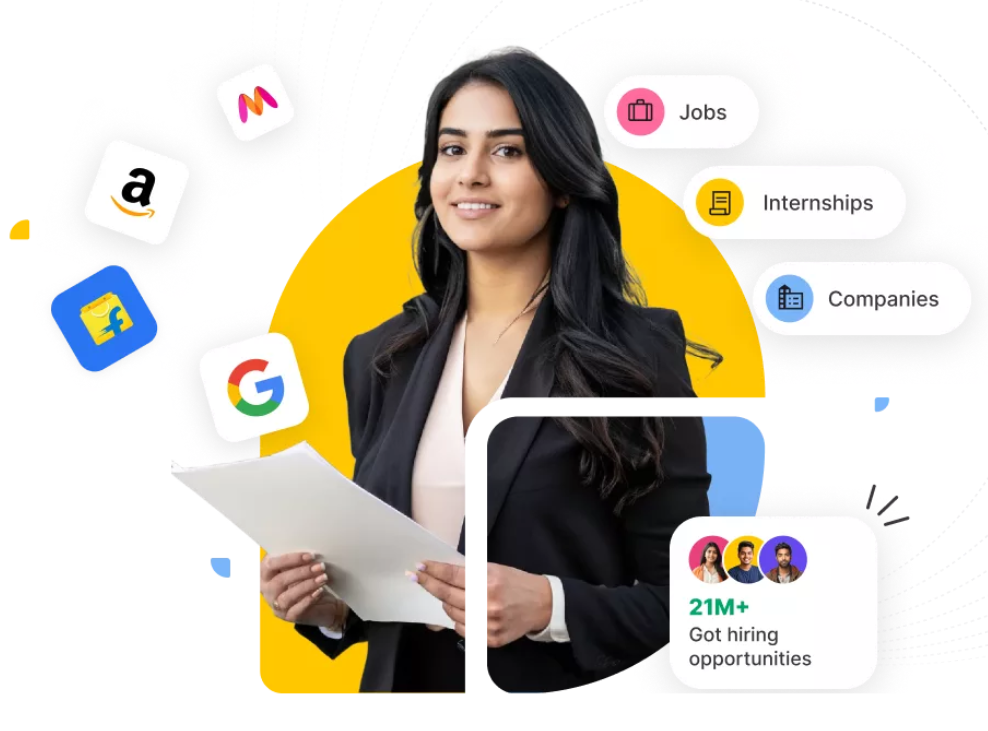 Jobs
Internships
Companies
a
f
G
21M+
Got hiring
opportunities